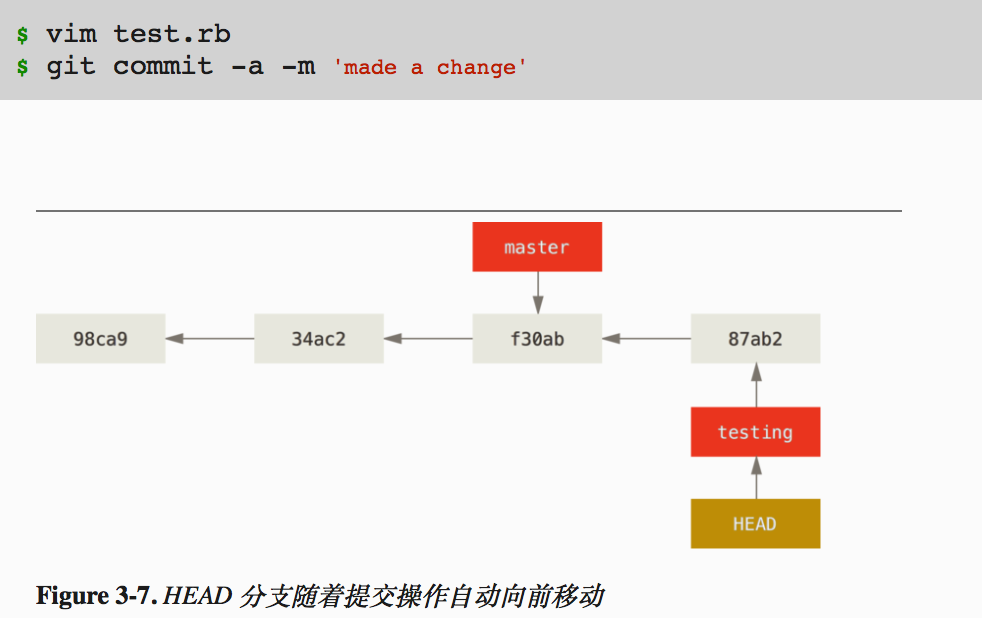 $ vim test.rb
$ git commit -a -m 'made a change'
master
98ca9 34ac2 f30ab 87ab2
testing
HEAD
Figure 3-7. HEAD 分支随着提交操作自动向前移动